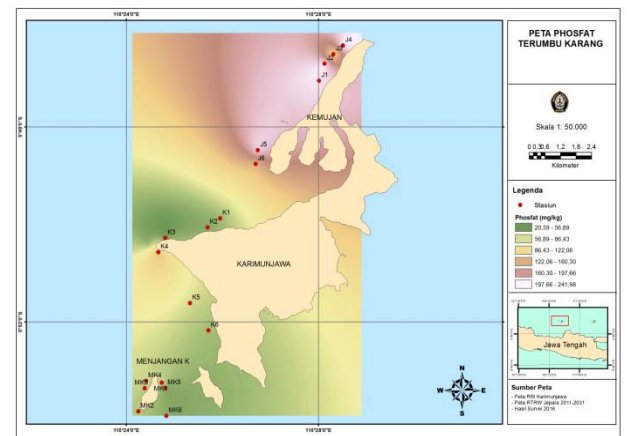 110°24'0"E
110°28'0"E
PETA PHOSFAT
TERUMBU KARANG
Skala 1: 50.000
0 0,30,6 1,2 1,8 2,4
Kilometer
Legenda
Stasiun
Phosfat (mg/kg)
20,39 - 56,89
56,89 - 86,43
86,43 - 122,06
122,06 - 160,30
160,30 - 197,66
197,66 - 241,98
Jawa Tengah
Sumber Peta
- Peta RBI Karimunjawa
- Peta RTRW Jepara 2011-2031
- Hasil Survei 2016
J4
J1
KEMUJAN
J5
J6
K1
K2
K3
K4
KARIMUNJAWA
K5
K6
MENJANGAN K
MK4
MK5
MK2
N
W
E
S
110°24'0"E
110°28'0"E